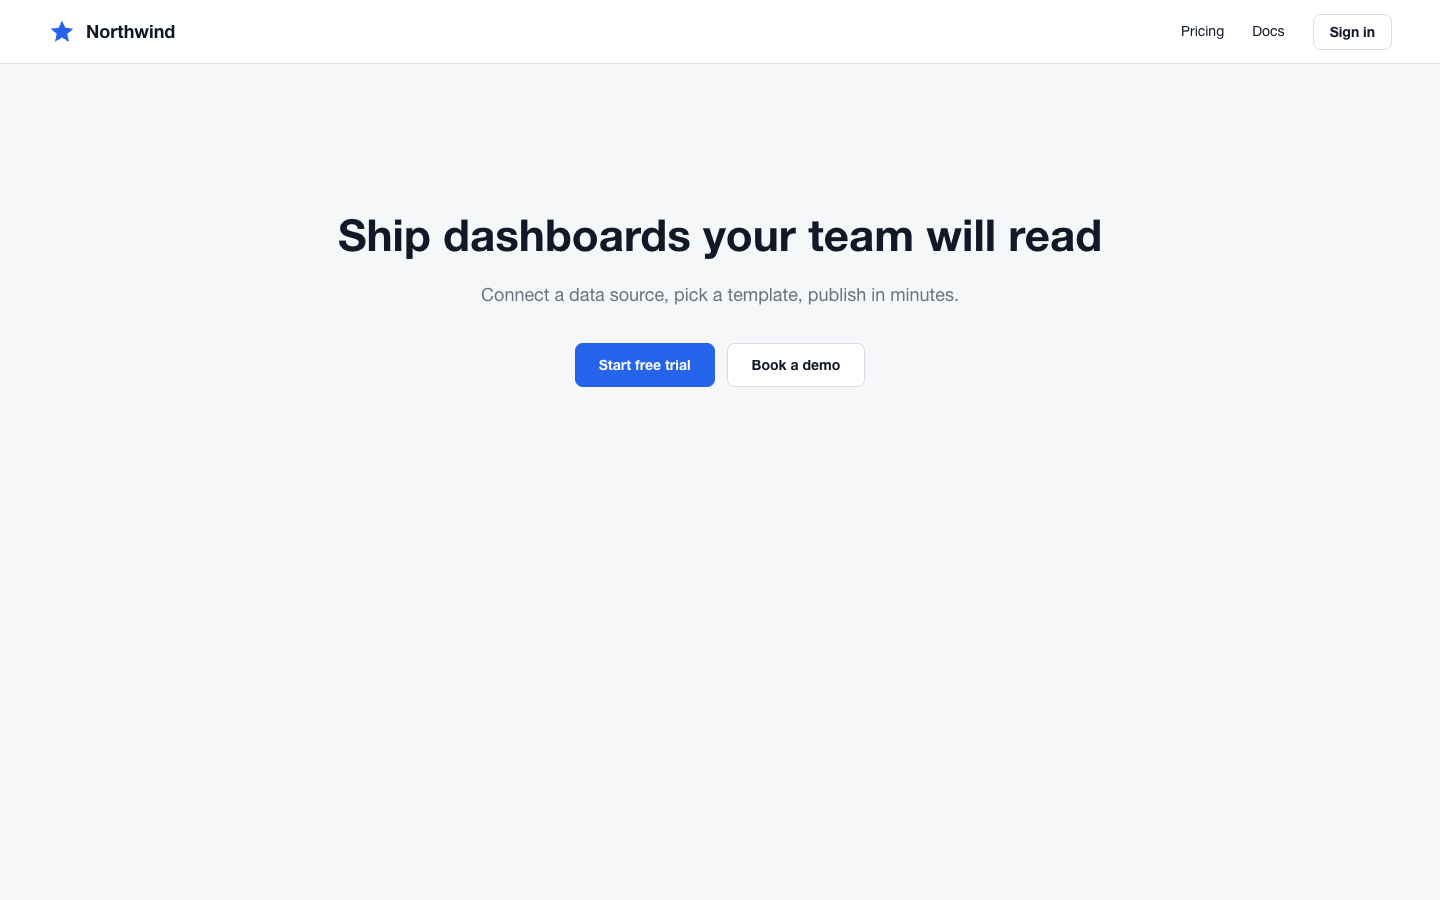 Northwind
Pricing
Docs
Sign in
Ship dashboards your team will read
Connect a data source, pick a template, publish in minutes.
Start free trial
Book a demo